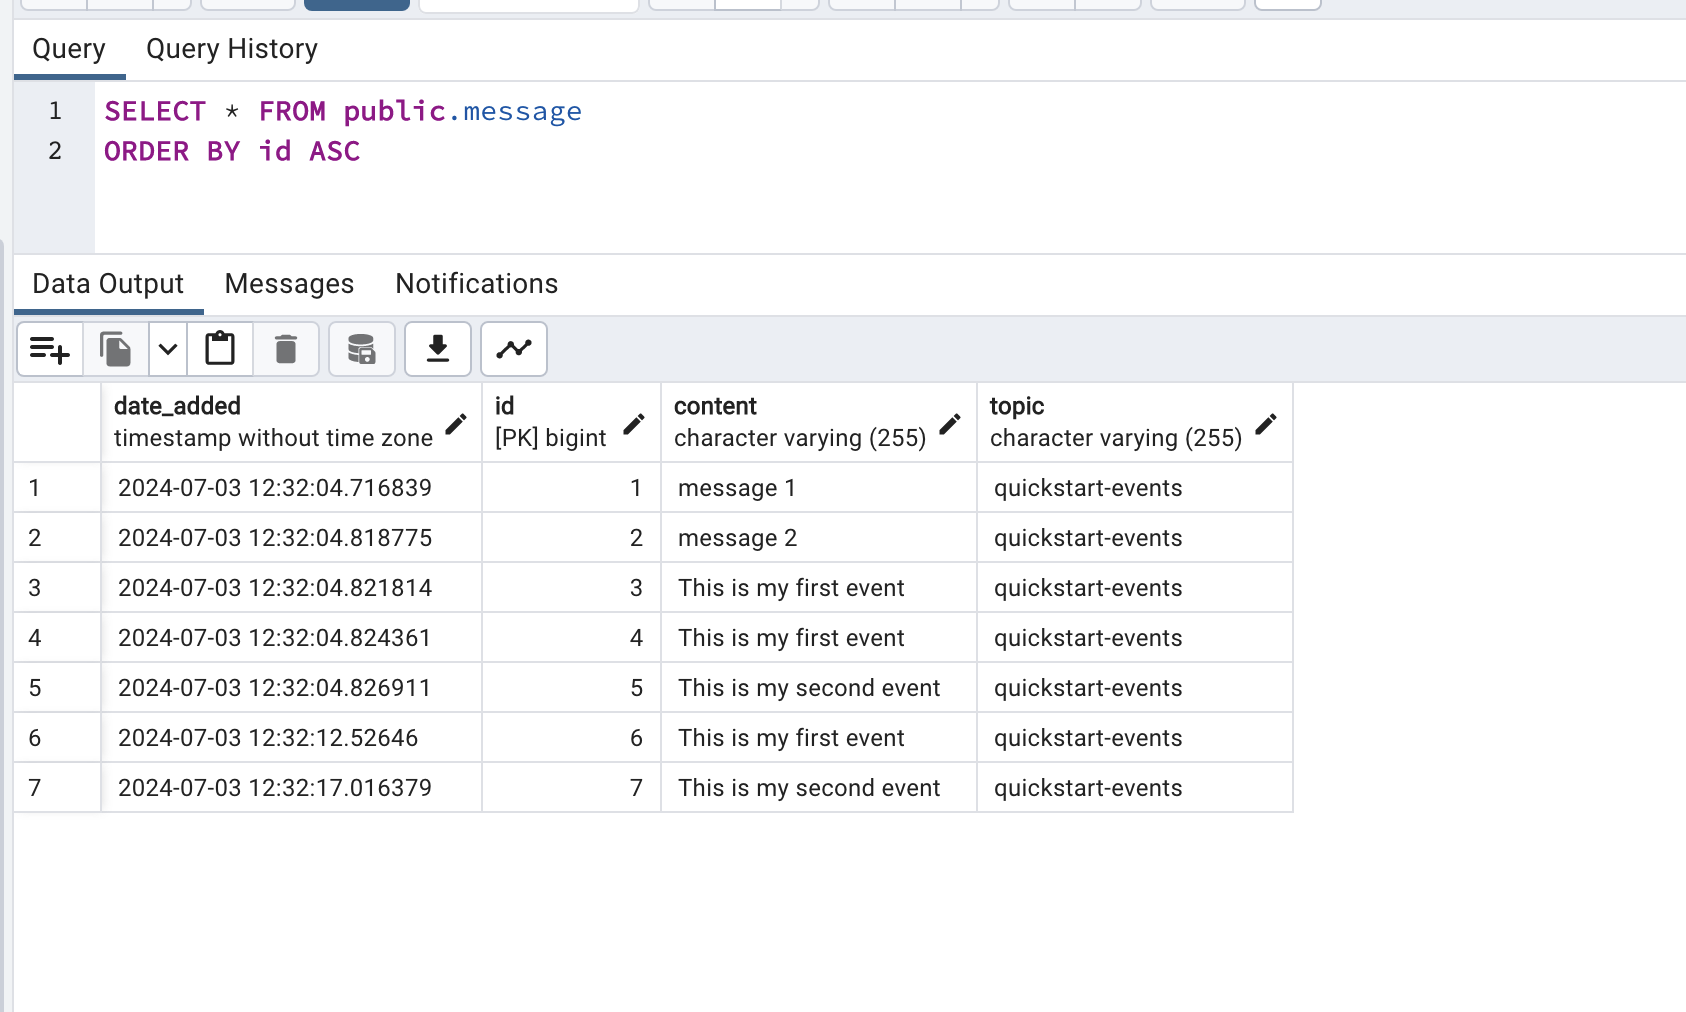 Query Query History
1 SELECT * FROM public.message
2 ORDER BY id ASC
Data Output Messages Notifications
date_added id content topic
timestamp without time zone [PK] bigint character varying (255) character varying (255)
1 2024-07-03 12:32:04.716839 1 message 1 quickstart-events
2 2024-07-03 12:32:04.818775 2 message 2 quickstart-events
3 2024-07-03 12:32:04.821814 3 This is my first event quickstart-events
4 2024-07-03 12:32:04.824361 4 This is my first event quickstart-events
5 2024-07-03 12:32:04.826911 5 This is my second event quickstart-events
6 2024-07-03 12:32:12.52646 6 This is my first event quickstart-events
7 2024-07-03 12:32:17.016379 7 This is my second event quickstart-events